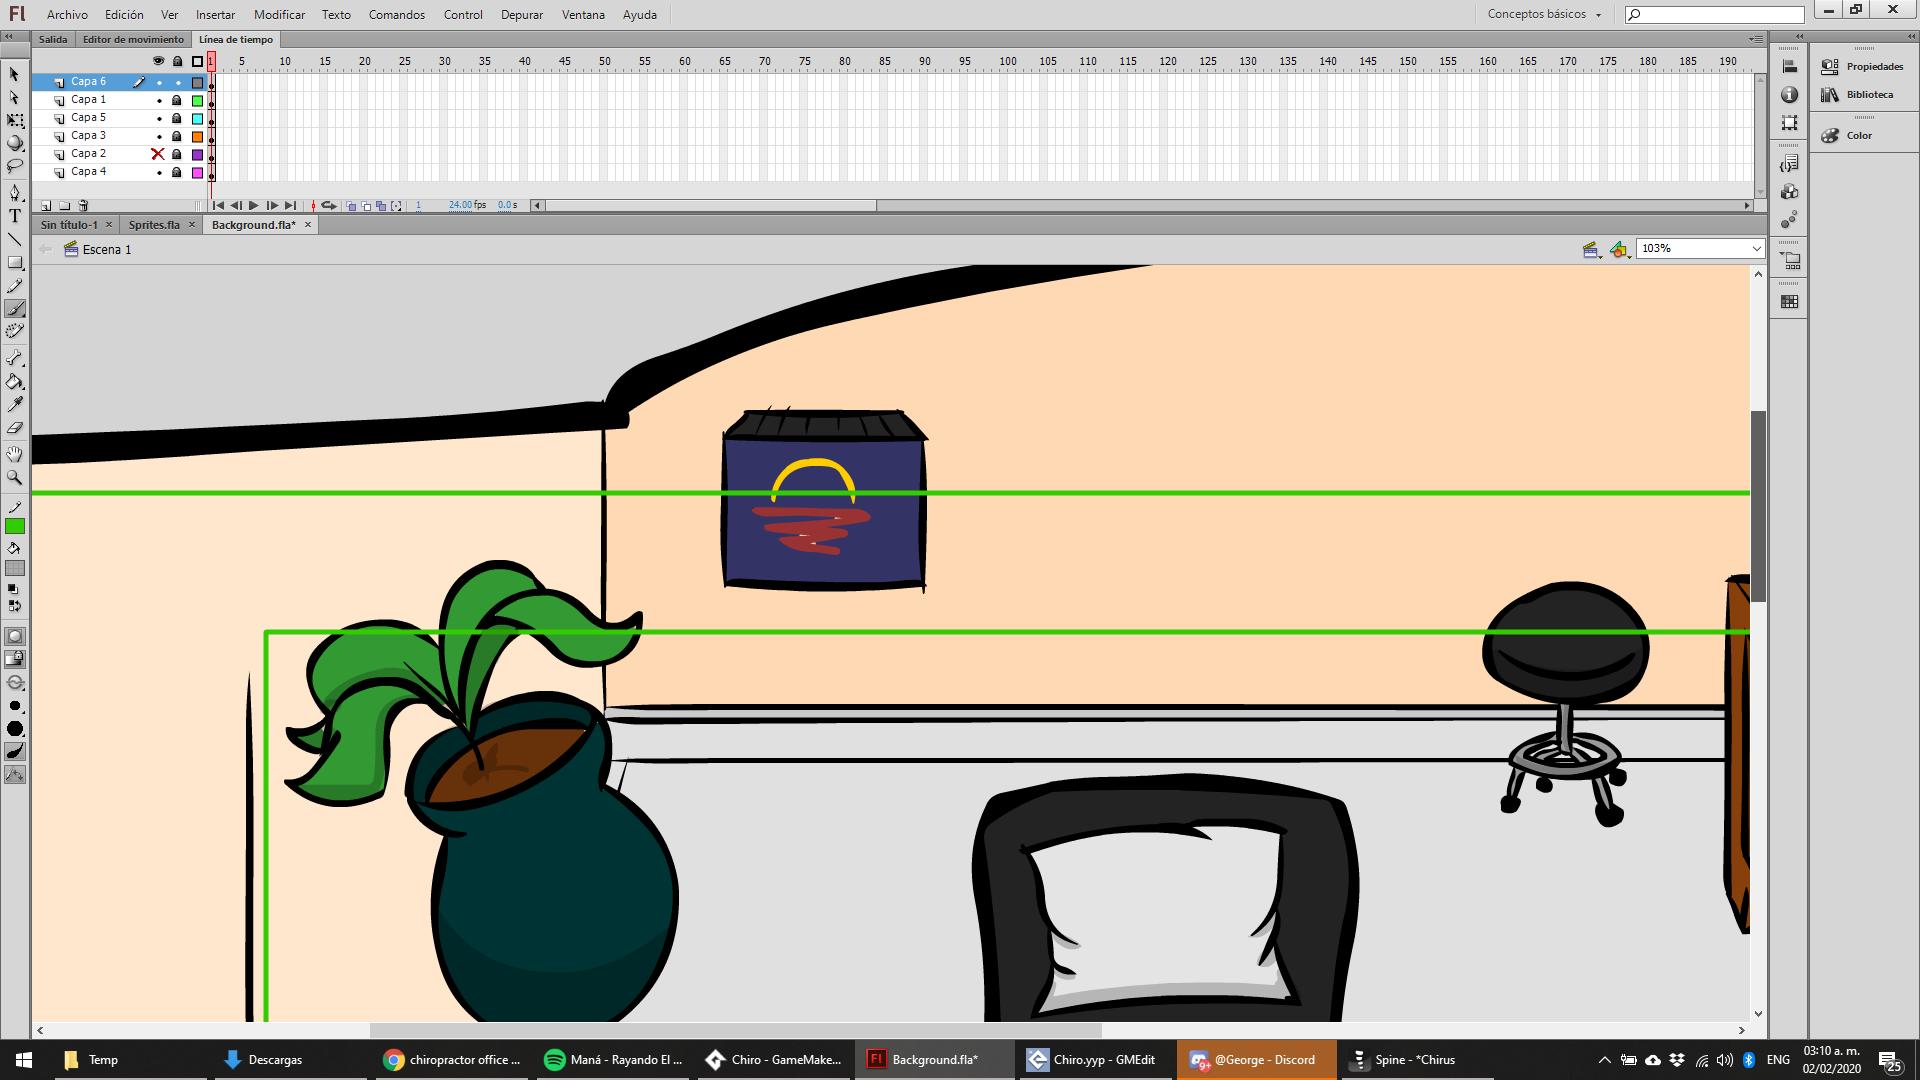 Fl Archivo Edición Ver Insertar Modificar Texto Comandos Control Depurar Ventana Ayuda Conceptos básicos
Salida Editor de movimiento Línea de tiempo
1 5 10 15 20 25 30 35 40 45 50 55 60 65 70 75 80 85 90 95 100 105 110 115 120 125 130 135 140 145 150 155 160 165 170 175 180 185 190
Capa 6
Capa 1
Capa 5
Capa 3
Capa 2
Capa 4
1 24.00 fps 0.0 s
Sin título-1 Sprites.fla Background.fla*
Escena 1 103%
Propiedades
Biblioteca
Color
T
Temp Descargas chiropractor office ... Maná - Rayando El ... Chiro - GameMake... Fl Background.fla* Chiro.yyp - GMEdit 9+ @George - Discord Spine - *Chirus ENG 03:10 a. m.
02/02/2020 25